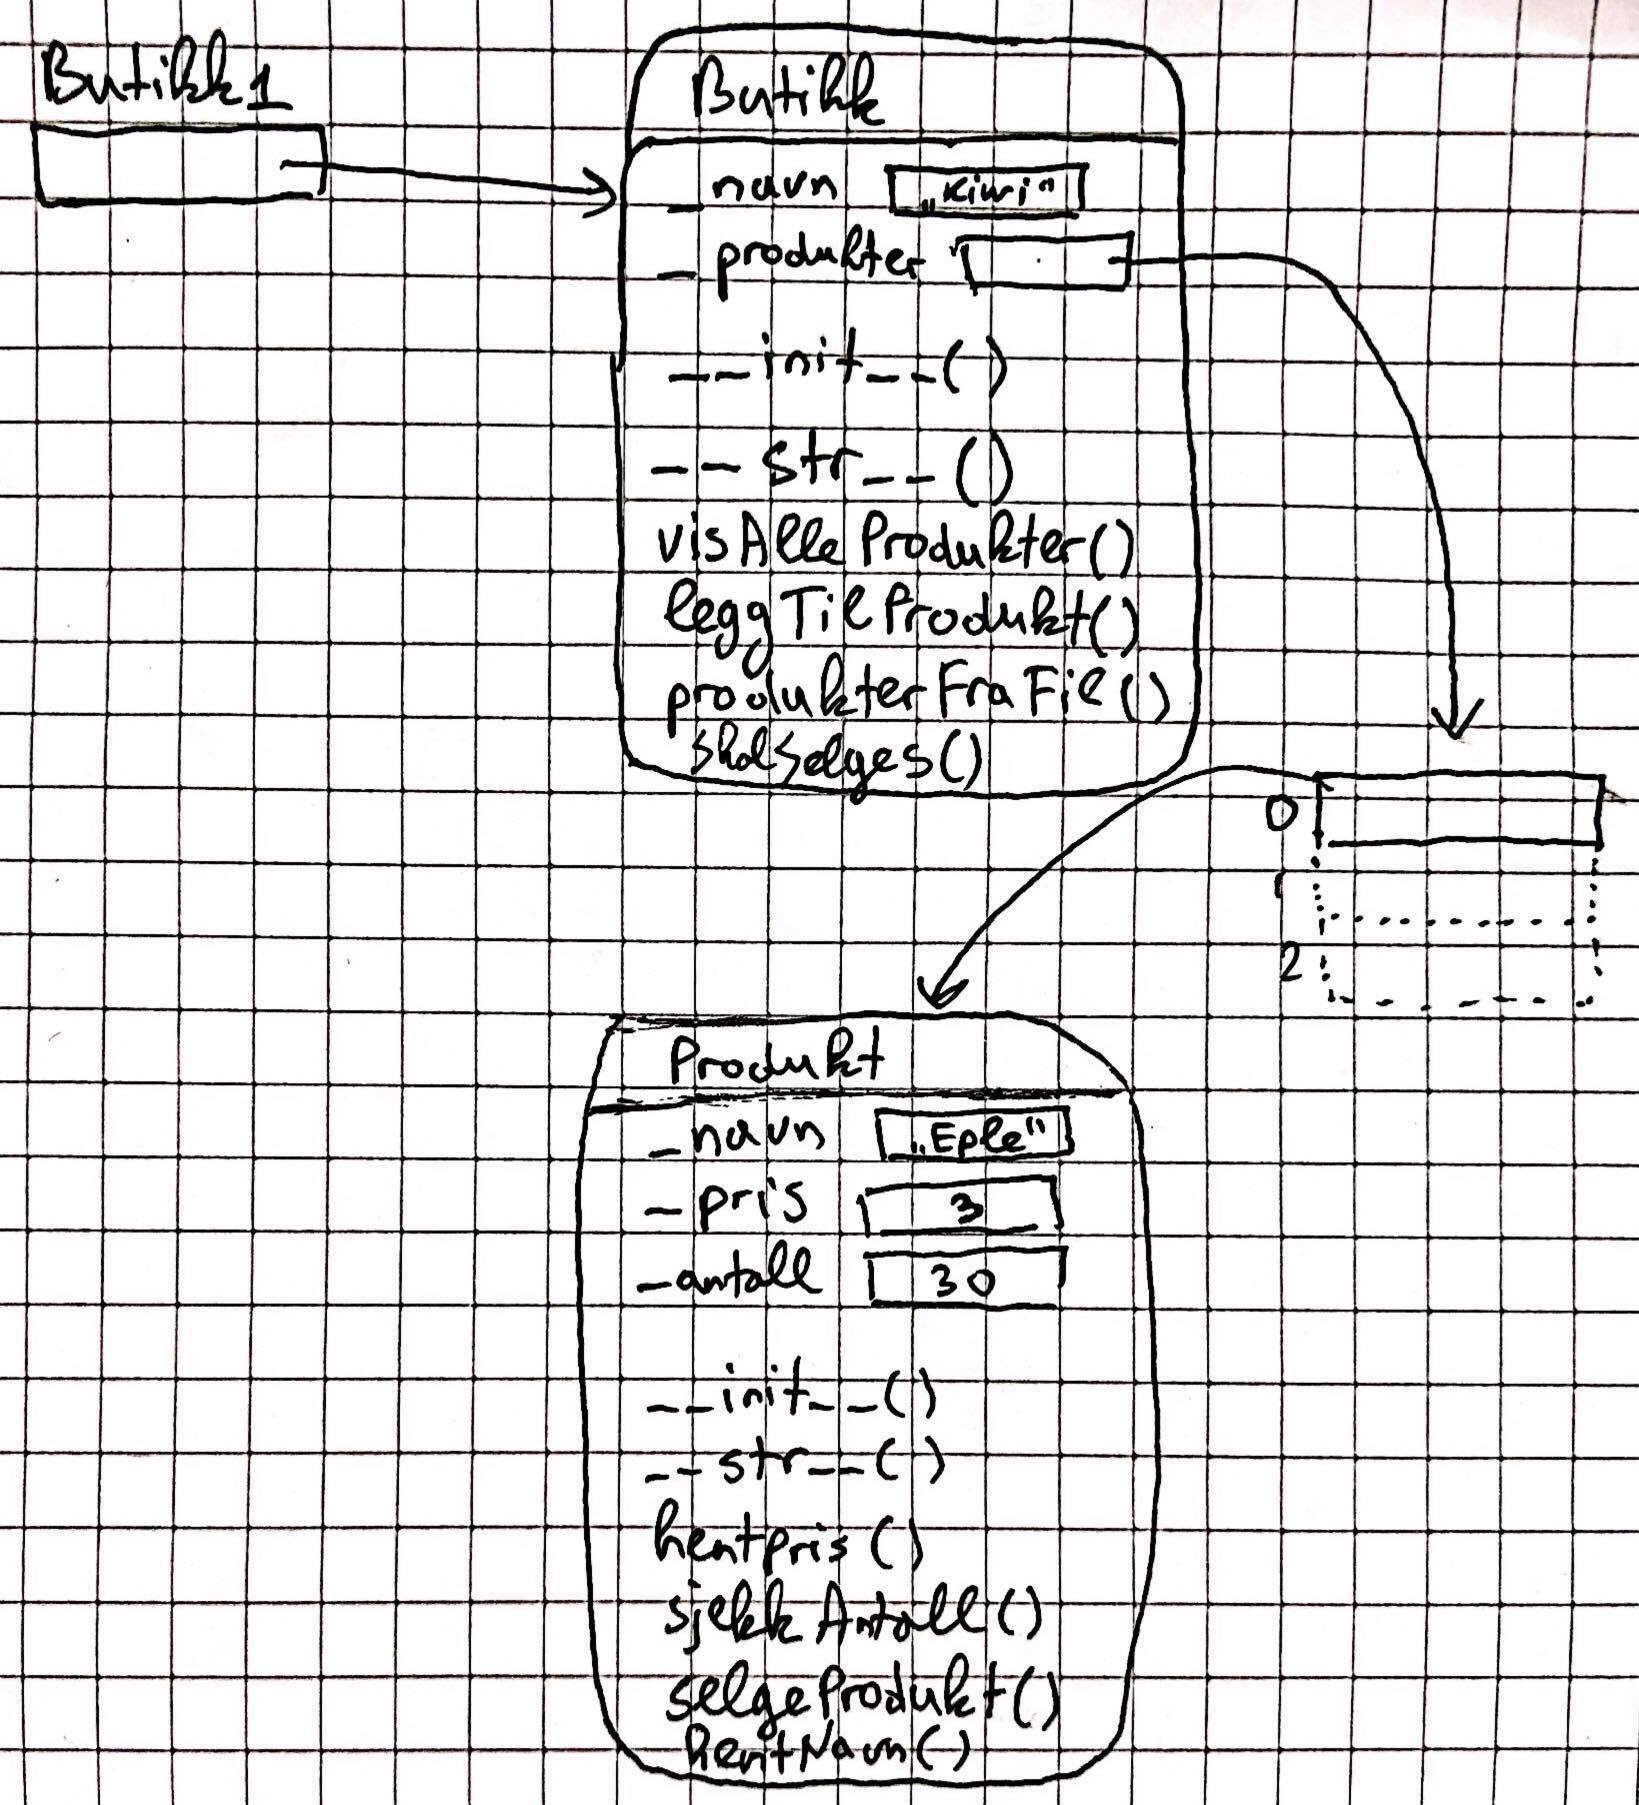 Butikk1
Butikk
_navn „Kiwi"
_produkter
__init__()
__str__()
visAlleProdukter()
leggTilProdukt()
produkterFraFil()
skalSelges()
0
1
2
Produkt
_navn „Eple"
_pris 3
_antall 30
__init__()
__str__()
hentpris()
sjekkAntall()
selgeProdukt()
hentNavn()